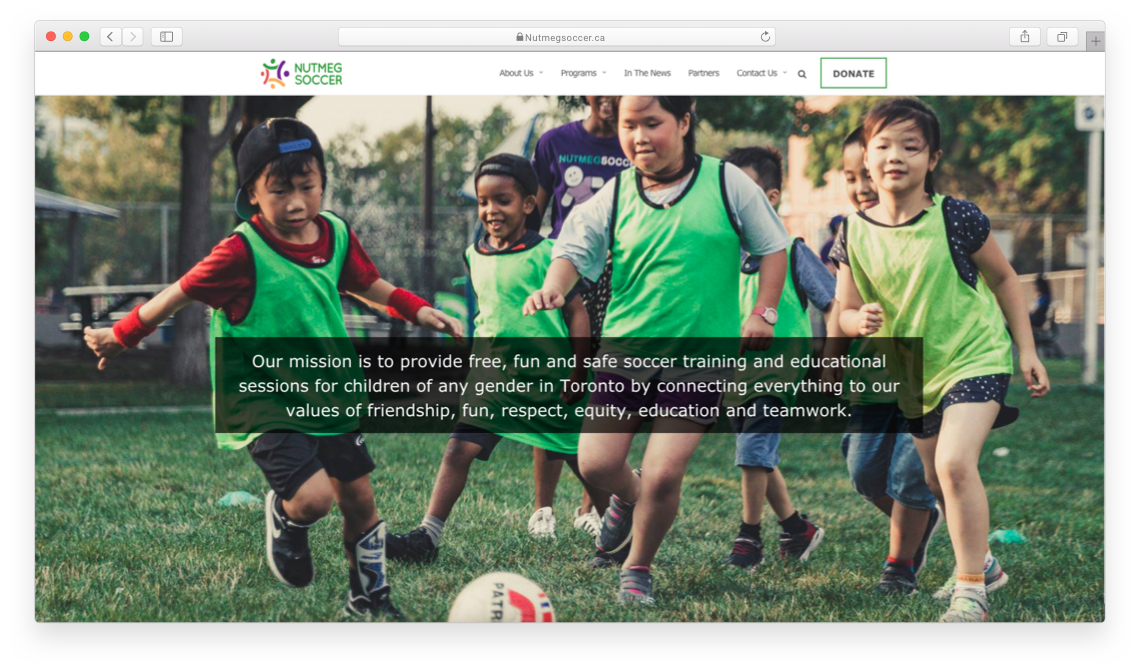 Nutmegsoccer.ca
NUTMEG
SOCCER
About Us
Programs
In The News
Partners
Contact Us
DONATE
NUTMEGSOCC
Our mission is to provide free, fun and safe soccer training and educational
sessions for children of any gender in Toronto by connecting everything to our
values of friendship, fun, respect, equity, education and teamwork.
PATR